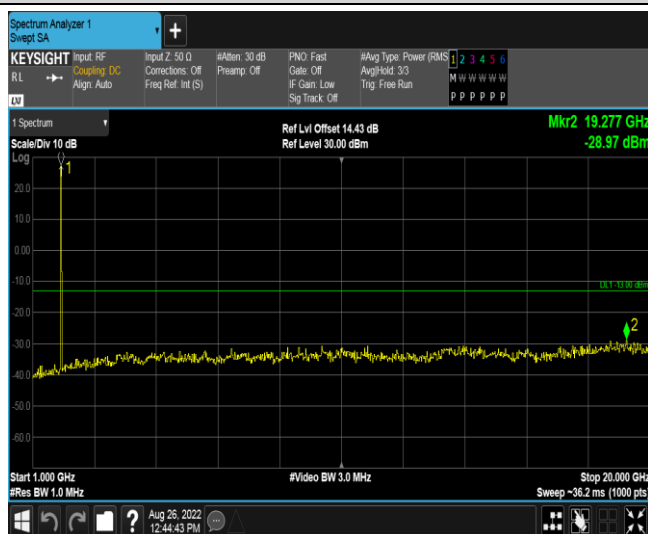 Spectrum Analyzer 1
Swept SA
+
KEYSIGHT
RL
LXI
Input: RF
Coupling: DC
Align: Auto
Input Z: 50 Ω
Corrections: Off
Freq Ref: Int (S)
#Atten: 30 dB
Preamp: Off
PNO: Fast
Gate: Off
IF Gain: Low
Sig Track: Off
#Avg Type: Power (RMS
Avg|Hold: 3/3
Trig: Free Run
1 2 3 4 5 6
M W W W W W
P P P P P P
1 Spectrum
Scale/Div 10 dB
Ref Lvl Offset 14.43 dB
Ref Level 30.00 dBm
Mkr2 19.277 GHz
-28.97 dBm
Log
1
20.0
10.0
0.00
-10.0
DL1 -13.00 dBm
-20.0
2
-30.0
-40.0
-50.0
-60.0
Start 1.000 GHz
#Video BW 3.0 MHz
Stop 20.000 GHz
#Res BW 1.0 MHz
Sweep ~36.2 ms (1000 pts)
?
Aug 26, 2022
12:44:43 PM